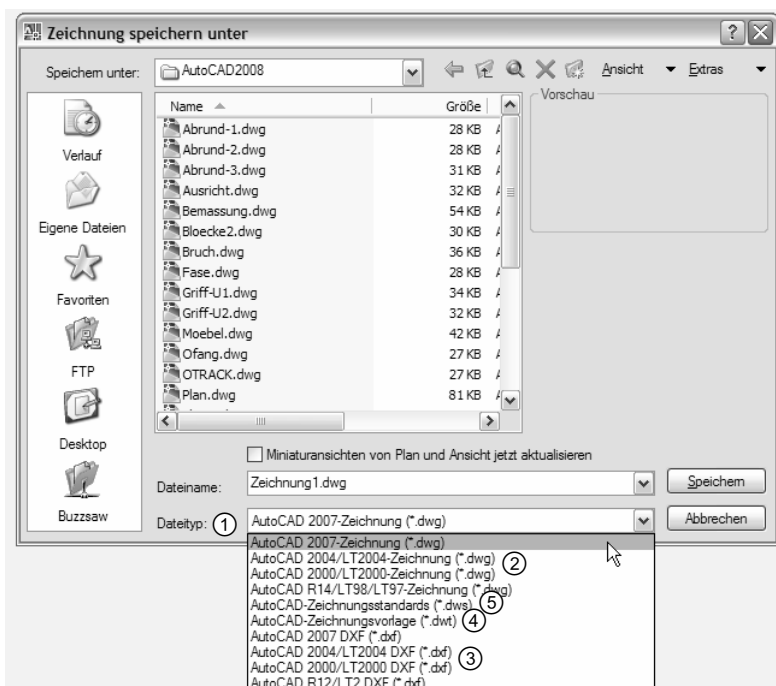 Zeichnung speichern unter
Speichern unter: AutoCAD2008 Ansicht Extras
Name Größe Vorschau
Abrund-1.dwg 28 KB
Abrund-2.dwg 28 KB
Abrund-3.dwg 31 KB
Ausricht.dwg 32 KB
Bemassung.dwg 54 KB
Bloecke2.dwg 30 KB
Bruch.dwg 36 KB
Fase.dwg 28 KB
Griff-U1.dwg 34 KB
Griff-U2.dwg 32 KB
Moebel.dwg 42 KB
Ofang.dwg 27 KB
OTRACK.dwg 27 KB
Plan.dwg 81 KB
Verlauf
Eigene Dateien
Favoriten
FTP
Desktop
Buzzsaw
Miniaturansichten von Plan und Ansicht jetzt aktualisieren
Dateiname: Zeichnung1.dwg Speichern
Dateityp: 1 AutoCAD 2007-Zeichnung (*.dwg) Abbrechen
AutoCAD 2007-Zeichnung (*.dwg)
AutoCAD 2004/LT2004-Zeichnung (*.dwg) 2
AutoCAD 2000/LT2000-Zeichnung (*.dwg)
AutoCAD R14/LT98/LT97-Zeichnung (*.dwg)
AutoCAD-Zeichnungsstandards (*.dws) 5
AutoCAD-Zeichnungsvorlage (*.dwt) 4
AutoCAD 2007 DXF (*.dxf)
AutoCAD 2004/LT2004 DXF (*.dxf) 3
AutoCAD 2000/LT2000 DXF (*.dxf)
AutoCAD R12/LT2 DXF (*.dxf)